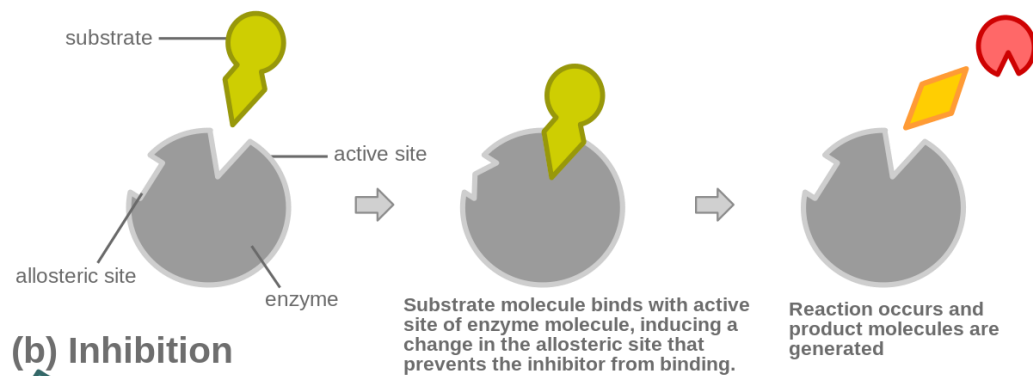 substrate
active site
allosteric site
enzyme
Substrate molecule binds with active
site of enzyme molecule, inducing a
change in the allosteric site that
prevents the inhibitor from binding.
Reaction occurs and
product molecules are
generated
(b) Inhibition